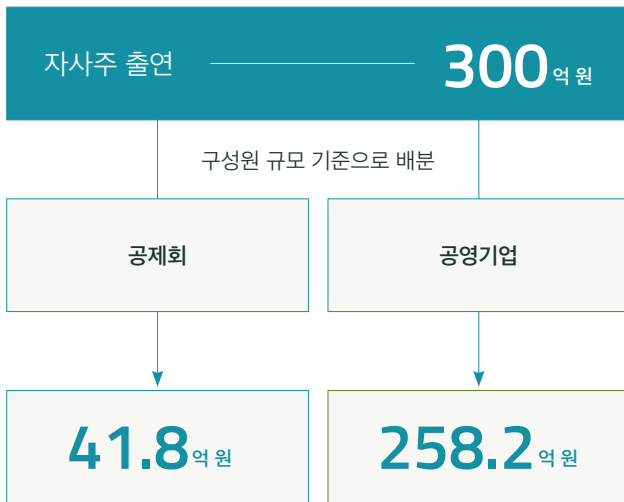 자사주 출연 300억 원
구성원 규모 기준으로 배분
공제회 공영기업
41.8억 원 258.2억 원